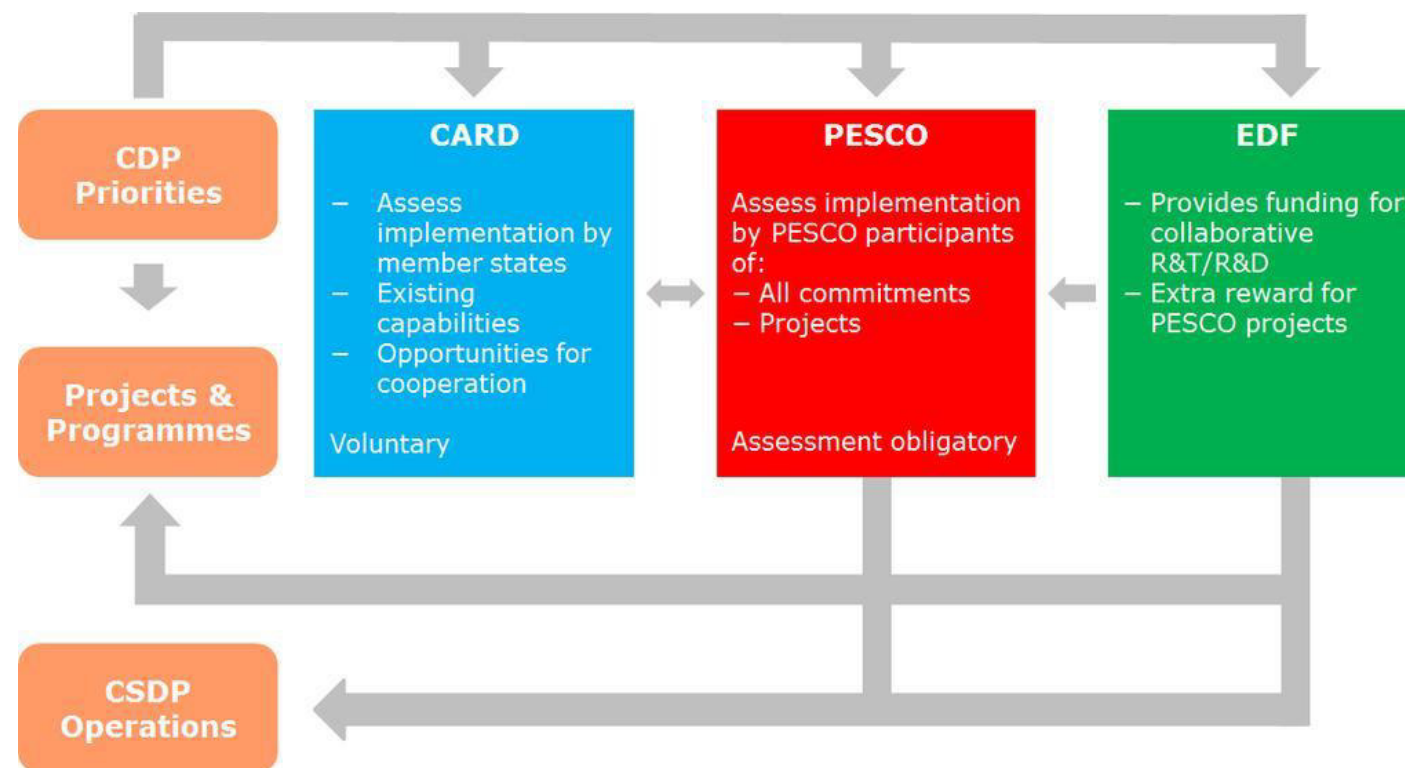 CDP
Priorities
Projects &
Programmes
CSDP
Operations
CARD
– Assess
implementation by
member states
– Existing
capabilities
– Opportunities for
cooperation
Voluntary
PESCO
Assess implementation
by PESCO participants
of:
– All commitments
– Projects
Assessment obligatory
EDF
– Provides funding for
collaborative
R&T/R&D
– Extra reward for
PESCO projects